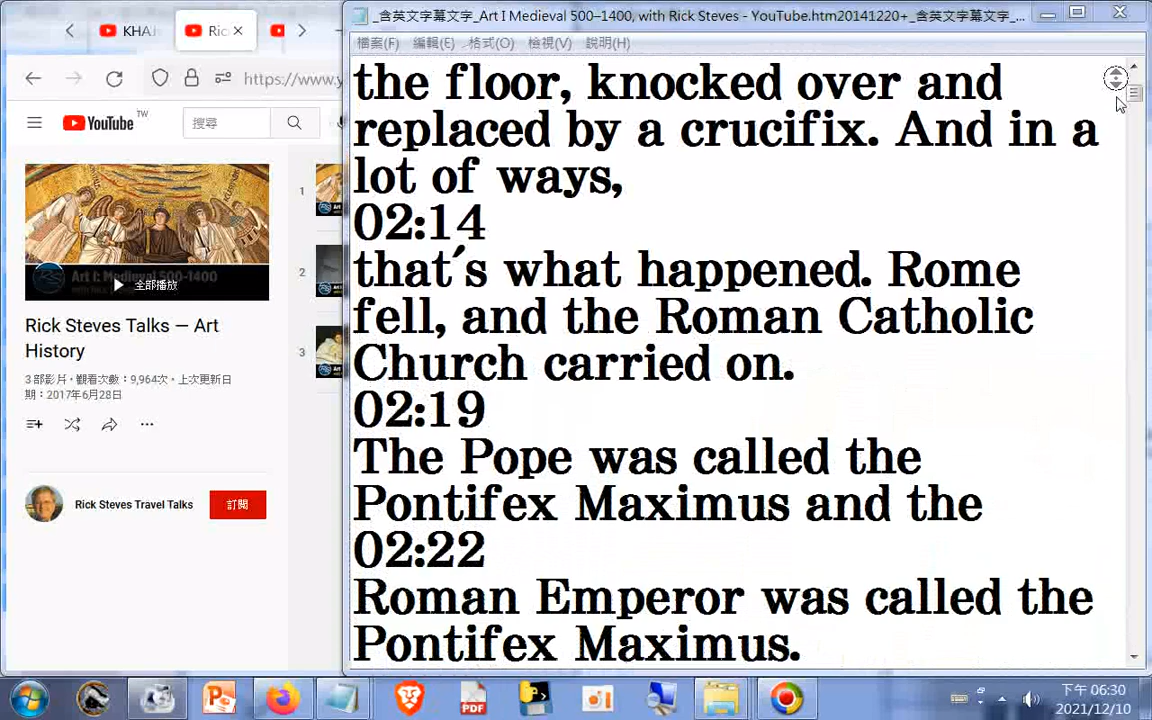 KHAJ
Ric
_含英文字幕文字_Art I Medieval 500–1400, with Rick Steves - YouTube.htm20141220+_含英文字幕文字_...
檔案(F) 編輯(E) 格式(O) 檢視(V) 說明(H)
https://www.y
YouTube TW
搜尋
Art I: Medieval 500-1400
全部播放
Rick Steves Talks — Art
History
3 部影片・觀看次數：9,964次・上次更新日
期：2017年6月28日
Rick Steves Travel Talks
訂閱
1
2
3
the floor, knocked over and
replaced by a crucifix. And in a
lot of ways,
02:14
that´s what happened. Rome
fell, and the Roman Catholic
Church carried on.
02:19
The Pope was called the
Pontifex Maximus and the
02:22
Roman Emperor was called the
Pontifex Maximus.
PDF
下午 06:30
2021/12/10